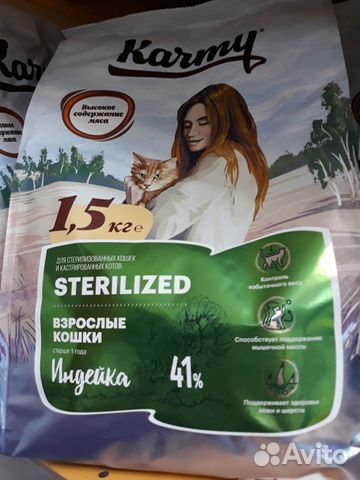 Karmy
Высокое
содержание
мяса
1,5 кг е
ДЛЯ СТЕРИЛИЗОВАННЫХ КОШЕК
И КАСТРИРОВАННЫХ КОТОВ
STERILIZED
ВЗРОСЛЫЕ
КОШКИ
старше 1 года
Индейка 41%
Контроль
избыточного веса
Способствует поддержанию
мышечной массы
Поддерживает здоровье
кожи и шерсти
Avito